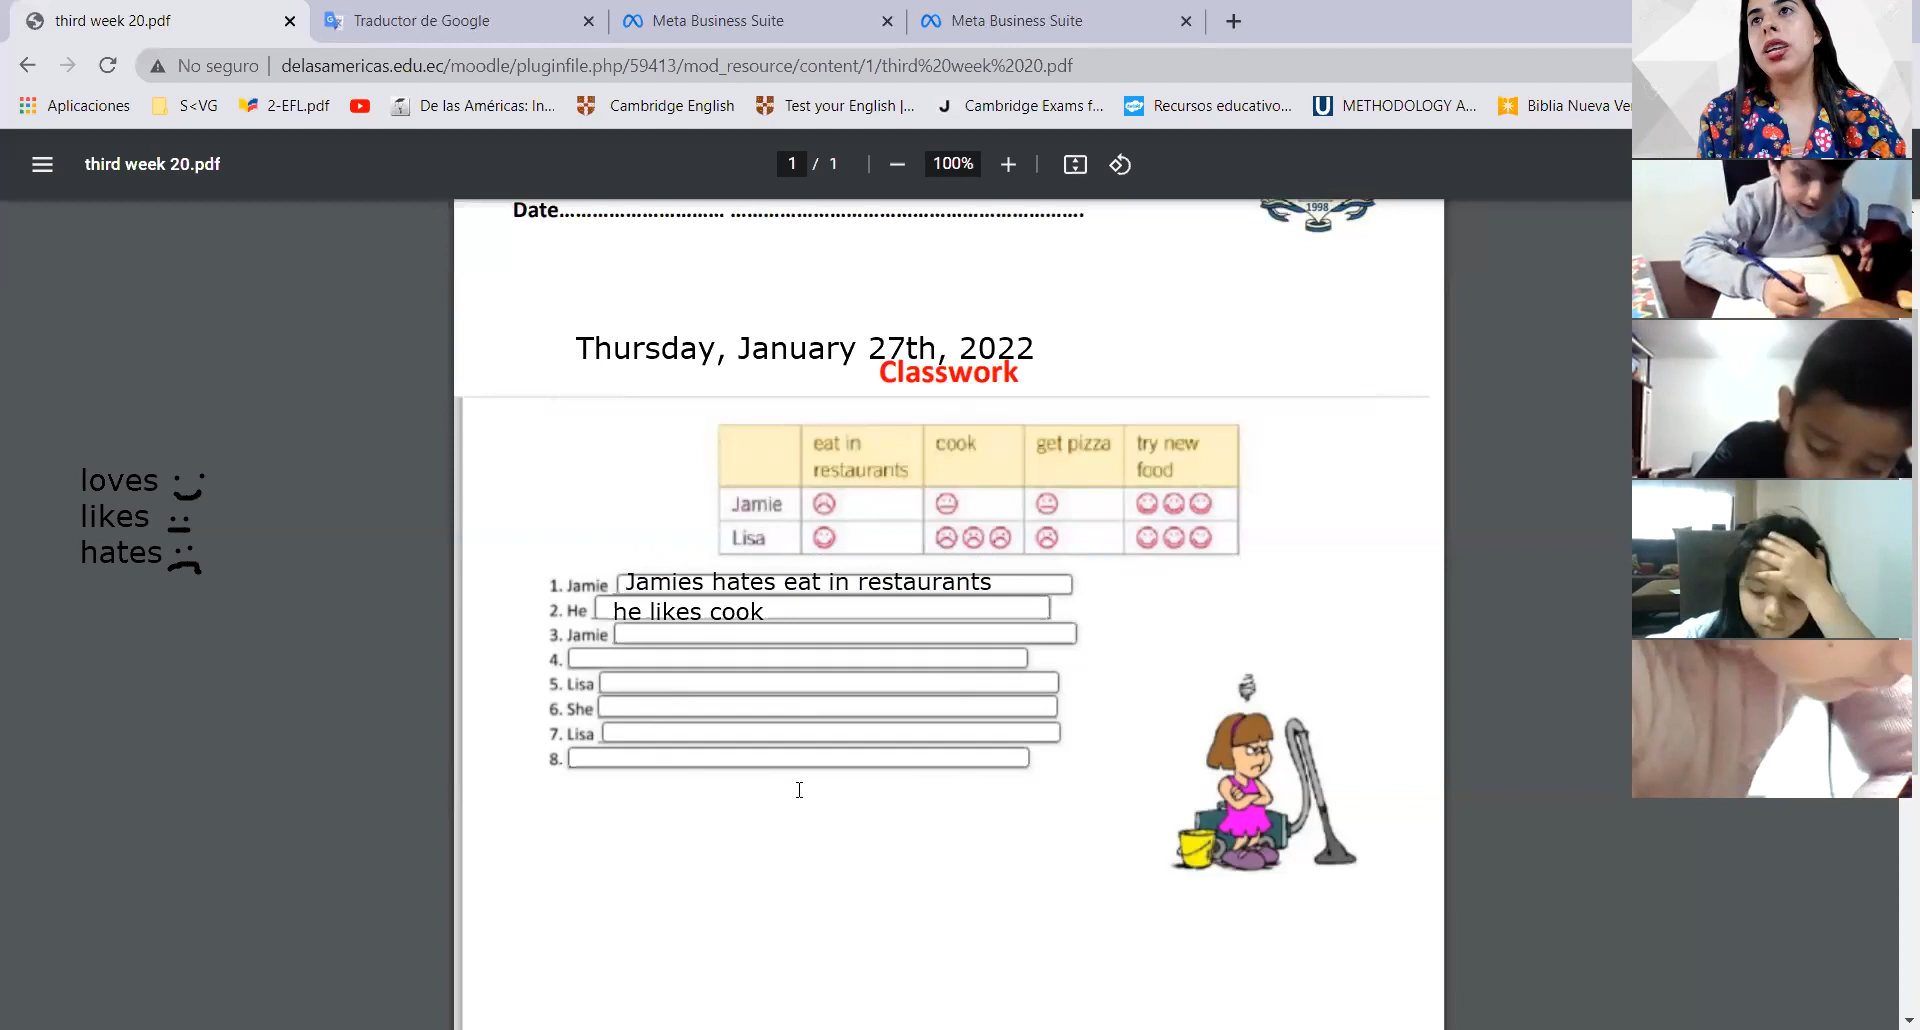 third week 20.pdf
Traductor de Google
Meta Business Suite
Meta Business Suite
No seguro
delasamericas.edu.ec/moodle/pluginfile.php/59413/mod_resource/content/1/third%20week%2020.pdf
Aplicaciones
S<VG
2-EFL.pdf
De las Américas: In...
Cambridge English
Test your English |...
Cambridge Exams f...
Recursos educativo...
METHODOLOGY A...
Biblia Nueva Ver
third week 20.pdf
1 / 1
100%
Date............................ ................................................................
1998
Thursday, January 27th, 2022
Classwork
eat in restaurants
cook
get pizza
try new food
Jamie
Lisa
loves
likes
hates
1. Jamie Jamies hates eat in restaurants
2. He he likes cook
3. Jamie
4.
5. Lisa
6. She
7. Lisa
8.